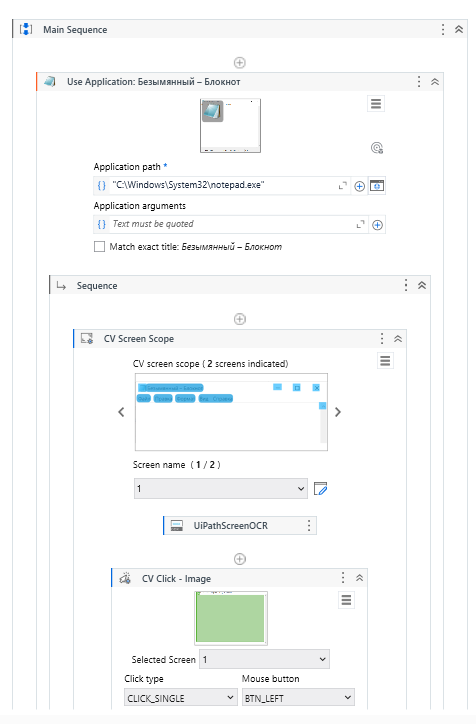 Main Sequence
Use Application: Безымянный – Блокнот
Application path *
"C:\Windows\System32\notepad.exe"
Application arguments
Text must be quoted
Match exact title: Безымянный – Блокнот
Sequence
CV Screen Scope
CV screen scope ( 2 screens indicated)
Screen name ( 1 / 2 )
1
UiPathScreenOCR
CV Click - Image
Selected Screen 1
Click type Mouse button
CLICK_SINGLE BTN_LEFT